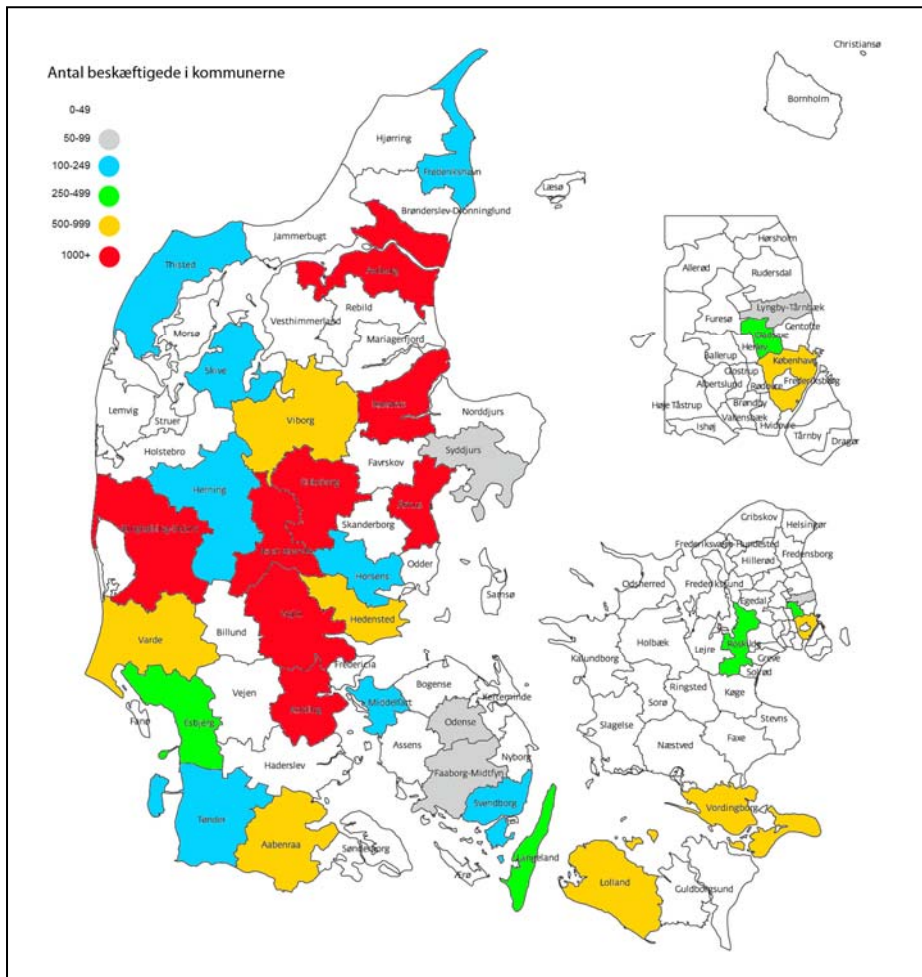 Christiansø
Bornholm
Antal beskæftigede i kommunerne
0-49
50-99
100-249
250-499
500-999
1000+
Hjørring
Frederikshavn
Læsø
Brønderslev-Dronninglund
Jammerbugt
Thisted
Aalborg
Rebild
Vesthimmerland
Morsø
Mariagerfjord
Skive
Randers
Norddjurs
Lemvig
Struer
Viborg
Holstebro
Favrskov
Syddjurs
Herning
Silkeborg
Århus
Skanderborg
Horsens
Odder
Samsø
Hedensted
Vejle
Varde
Billund
Fredericia
Middelfart
Bogense
Kerteminde
Vejen
Kolding
Fanø
Esbjerg
Odense
Assens
Nyborg
Haderslev
Faaborg-Midtfyn
Svendborg
Tønder
Aabenraa
Sønderborg
Ærø
Langeland
Hørsholm
Allerød
Rudersdal
Lyngby-Tårnbæk
Furesø
Gentofte
Gladsaxe
Herlev
Ballerup
København
Glostrup
Albertslund
Rødovre
Frederiksberg
Høje Tåstrup
Brøndby
Vallensbæk
Ishøj
Hvidovre
Tårnby
Dragør
Gribskov
Helsingør
Frederiksværk-Hundested
Hillerød
Fredensborg
Odsherred
Frederikssund
Egedal
Holbæk
Lejre
Roskilde
Greve
Solrød
Kalundborg
Ringsted
Køge
Sorø
Slagelse
Stevns
Næstved
Faxe
Vordingborg
Lolland
Guldborgsund